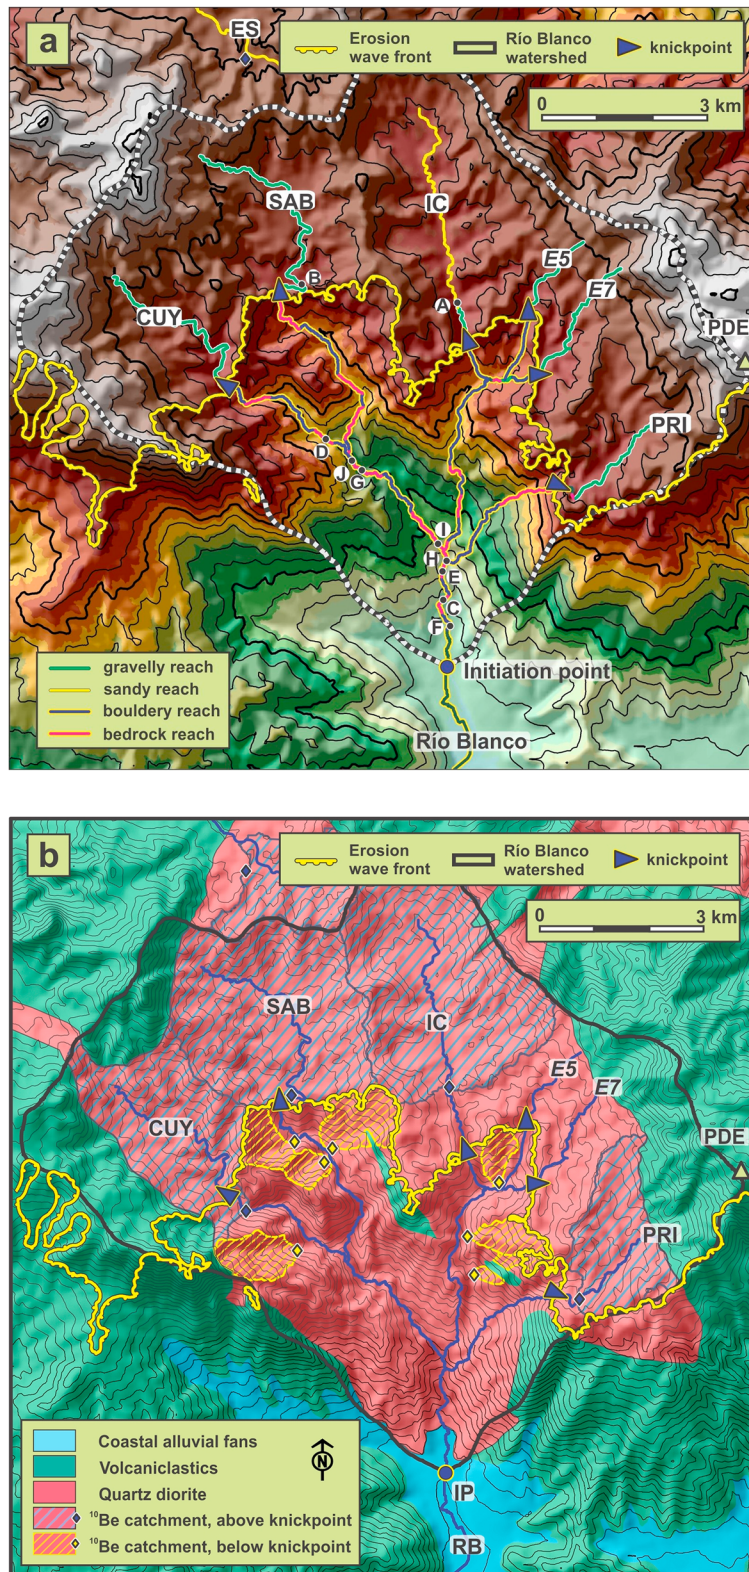 a
ES
Erosion
wave front
Río Blanco
watershed
knickpoint
0 3 km
SAB
IC
E5
E7
B
A
CUY
PDE
PRI
D
J
G
I
H
E
C
F
gravelly reach
sandy reach
bouldery reach
bedrock reach
Initiation point
Río Blanco
b
Erosion
wave front
Río Blanco
watershed
knickpoint
0 3 km
SAB
IC
E5
E7
CUY
PDE
PRI
Coastal alluvial fans
Volcaniclastics
Quartz diorite
¹⁰Be catchment, above knickpoint
¹⁰Be catchment, below knickpoint
N
IP
RB